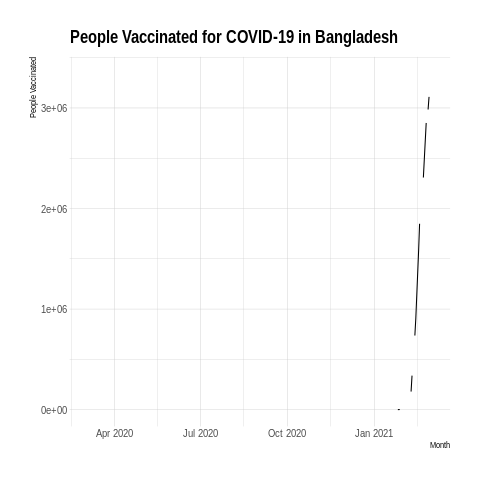 People Vaccinated for COVID-19 in Bangladesh
People Vaccinated
3e+06
2e+06
1e+06
0e+00
Apr 2020
Jul 2020
Oct 2020
Jan 2021
Month